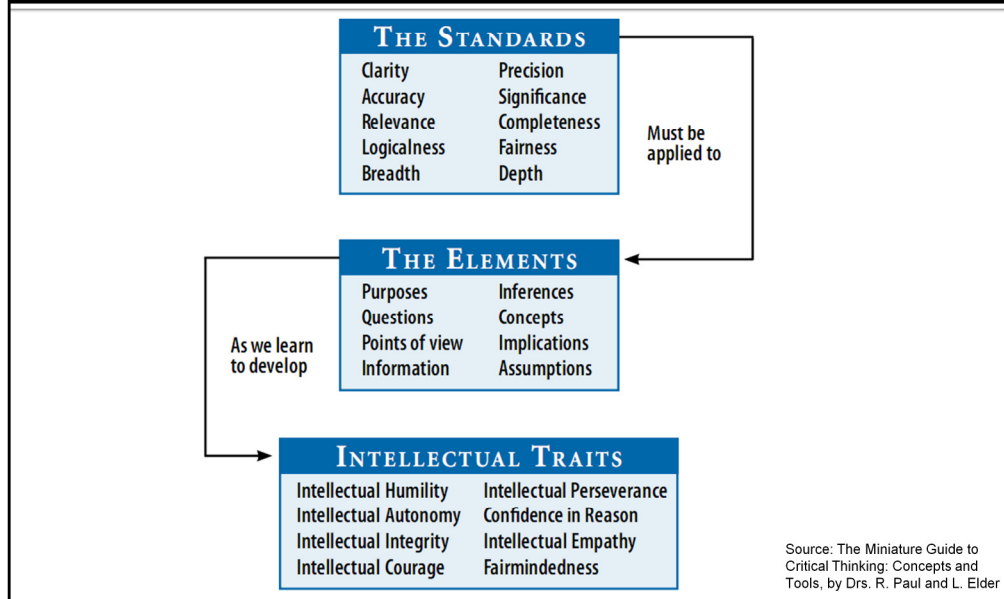 THE STANDARDS
Clarity Precision
Accuracy Significance
Relevance Completeness
Logicalness Fairness
Breadth Depth
Must be
applied to
THE ELEMENTS
Purposes Inferences
Questions Concepts
Points of view Implications
Information Assumptions
As we learn
to develop
INTELLECTUAL TRAITS
Intellectual Humility Intellectual Perseverance
Intellectual Autonomy Confidence in Reason
Intellectual Integrity Intellectual Empathy
Intellectual Courage Fairmindedness
Source: The Miniature Guide to
Critical Thinking: Concepts and
Tools, by Drs. R. Paul and L. Elder